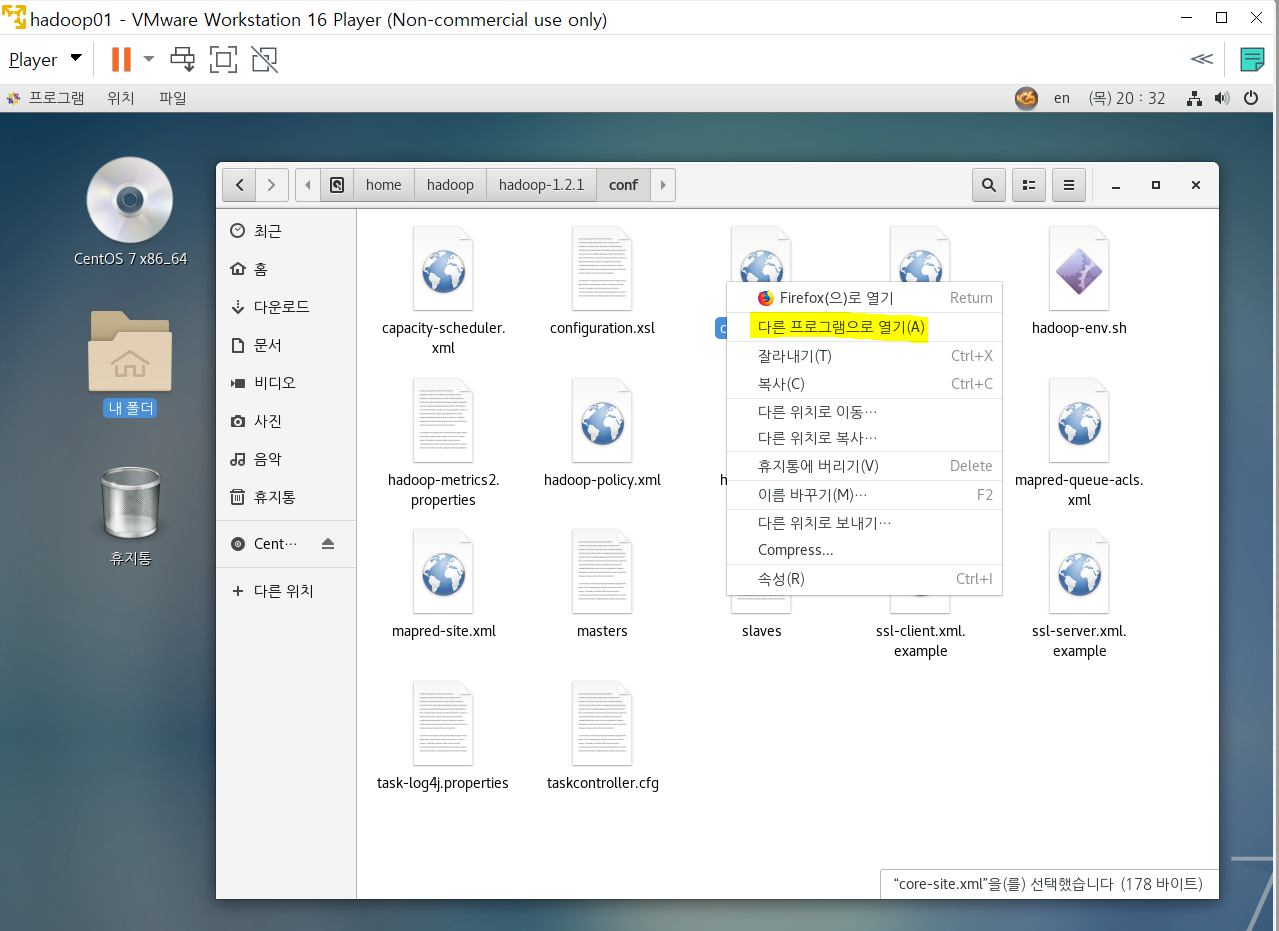 hadoop01 - VMware Workstation 16 Player (Non-commercial use only)
Player
프로그램 위치 파일
en (목) 20 : 32
CentOS 7 x86_64
내 폴더
휴지통
home hadoop hadoop-1.2.1 conf
최근
홈
다운로드
문서
비디오
사진
음악
휴지통
Cent…
다른 위치
capacity-scheduler.
xml
configuration.xsl
c
hadoop-env.sh
hadoop-metrics2.
properties
hadoop-policy.xml
h
mapred-queue-acls.
xml
mapred-site.xml
masters
slaves
ssl-client.xml.
example
ssl-server.xml.
example
task-log4j.properties
taskcontroller.cfg
Firefox(으)로 열기 Return
다른 프로그램으로 열기(A)
잘라내기(T) Ctrl+X
복사(C) Ctrl+C
다른 위치로 이동…
다른 위치로 복사…
휴지통에 버리기(V) Delete
이름 바꾸기(M)… F2
다른 위치로 보내기…
Compress...
속성(R) Ctrl+I
“core-site.xml”을(를) 선택했습니다 (178 바이트)
7